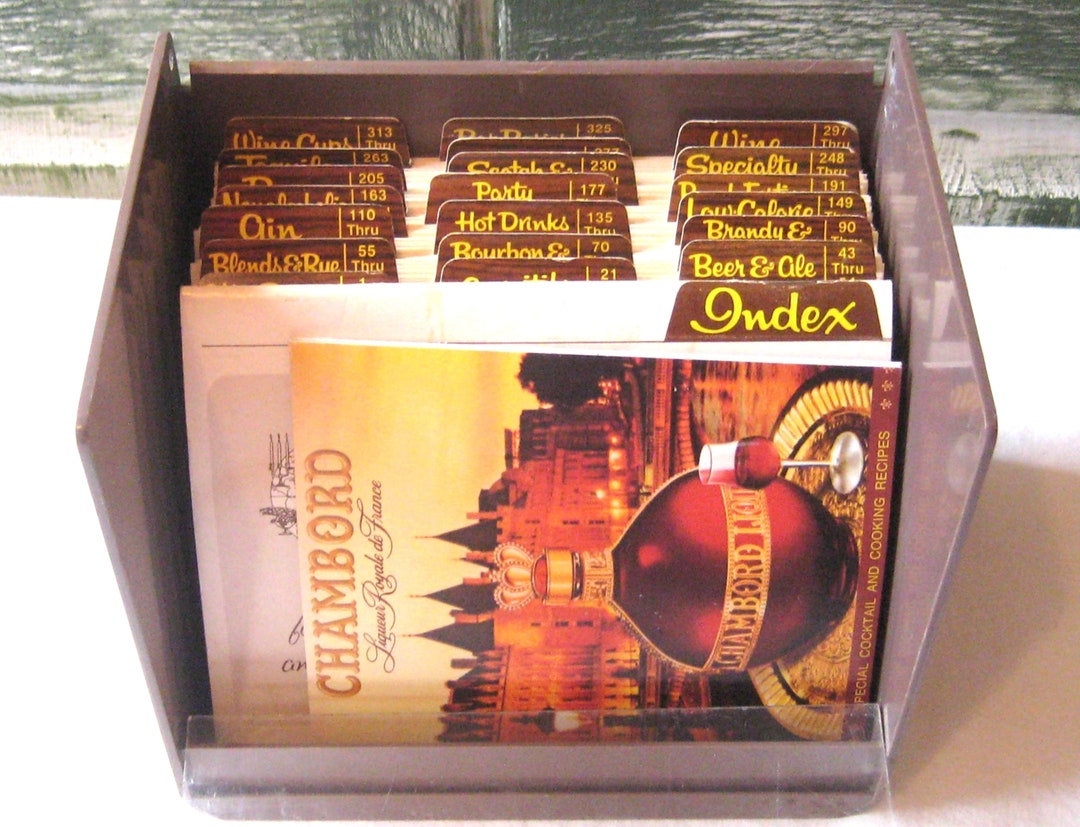 Wine Cups 313 Thru
325
Wine 297 Thru
263
Scotch & 230
Specialty 248 Thru
205
Party 177
191
163
Hot Drinks 135
Low Calorie 149
Gin 110 Thru
Bourbon & 70
Brandy & 90
Blends & Rye 55 Thru
21
Beer & Ale 43 Thru
Index
CHAMBORD
Liqueur Royale de France
CHAMBORD
PECIAL COCKTAIL AND COOKING RECIPES ***